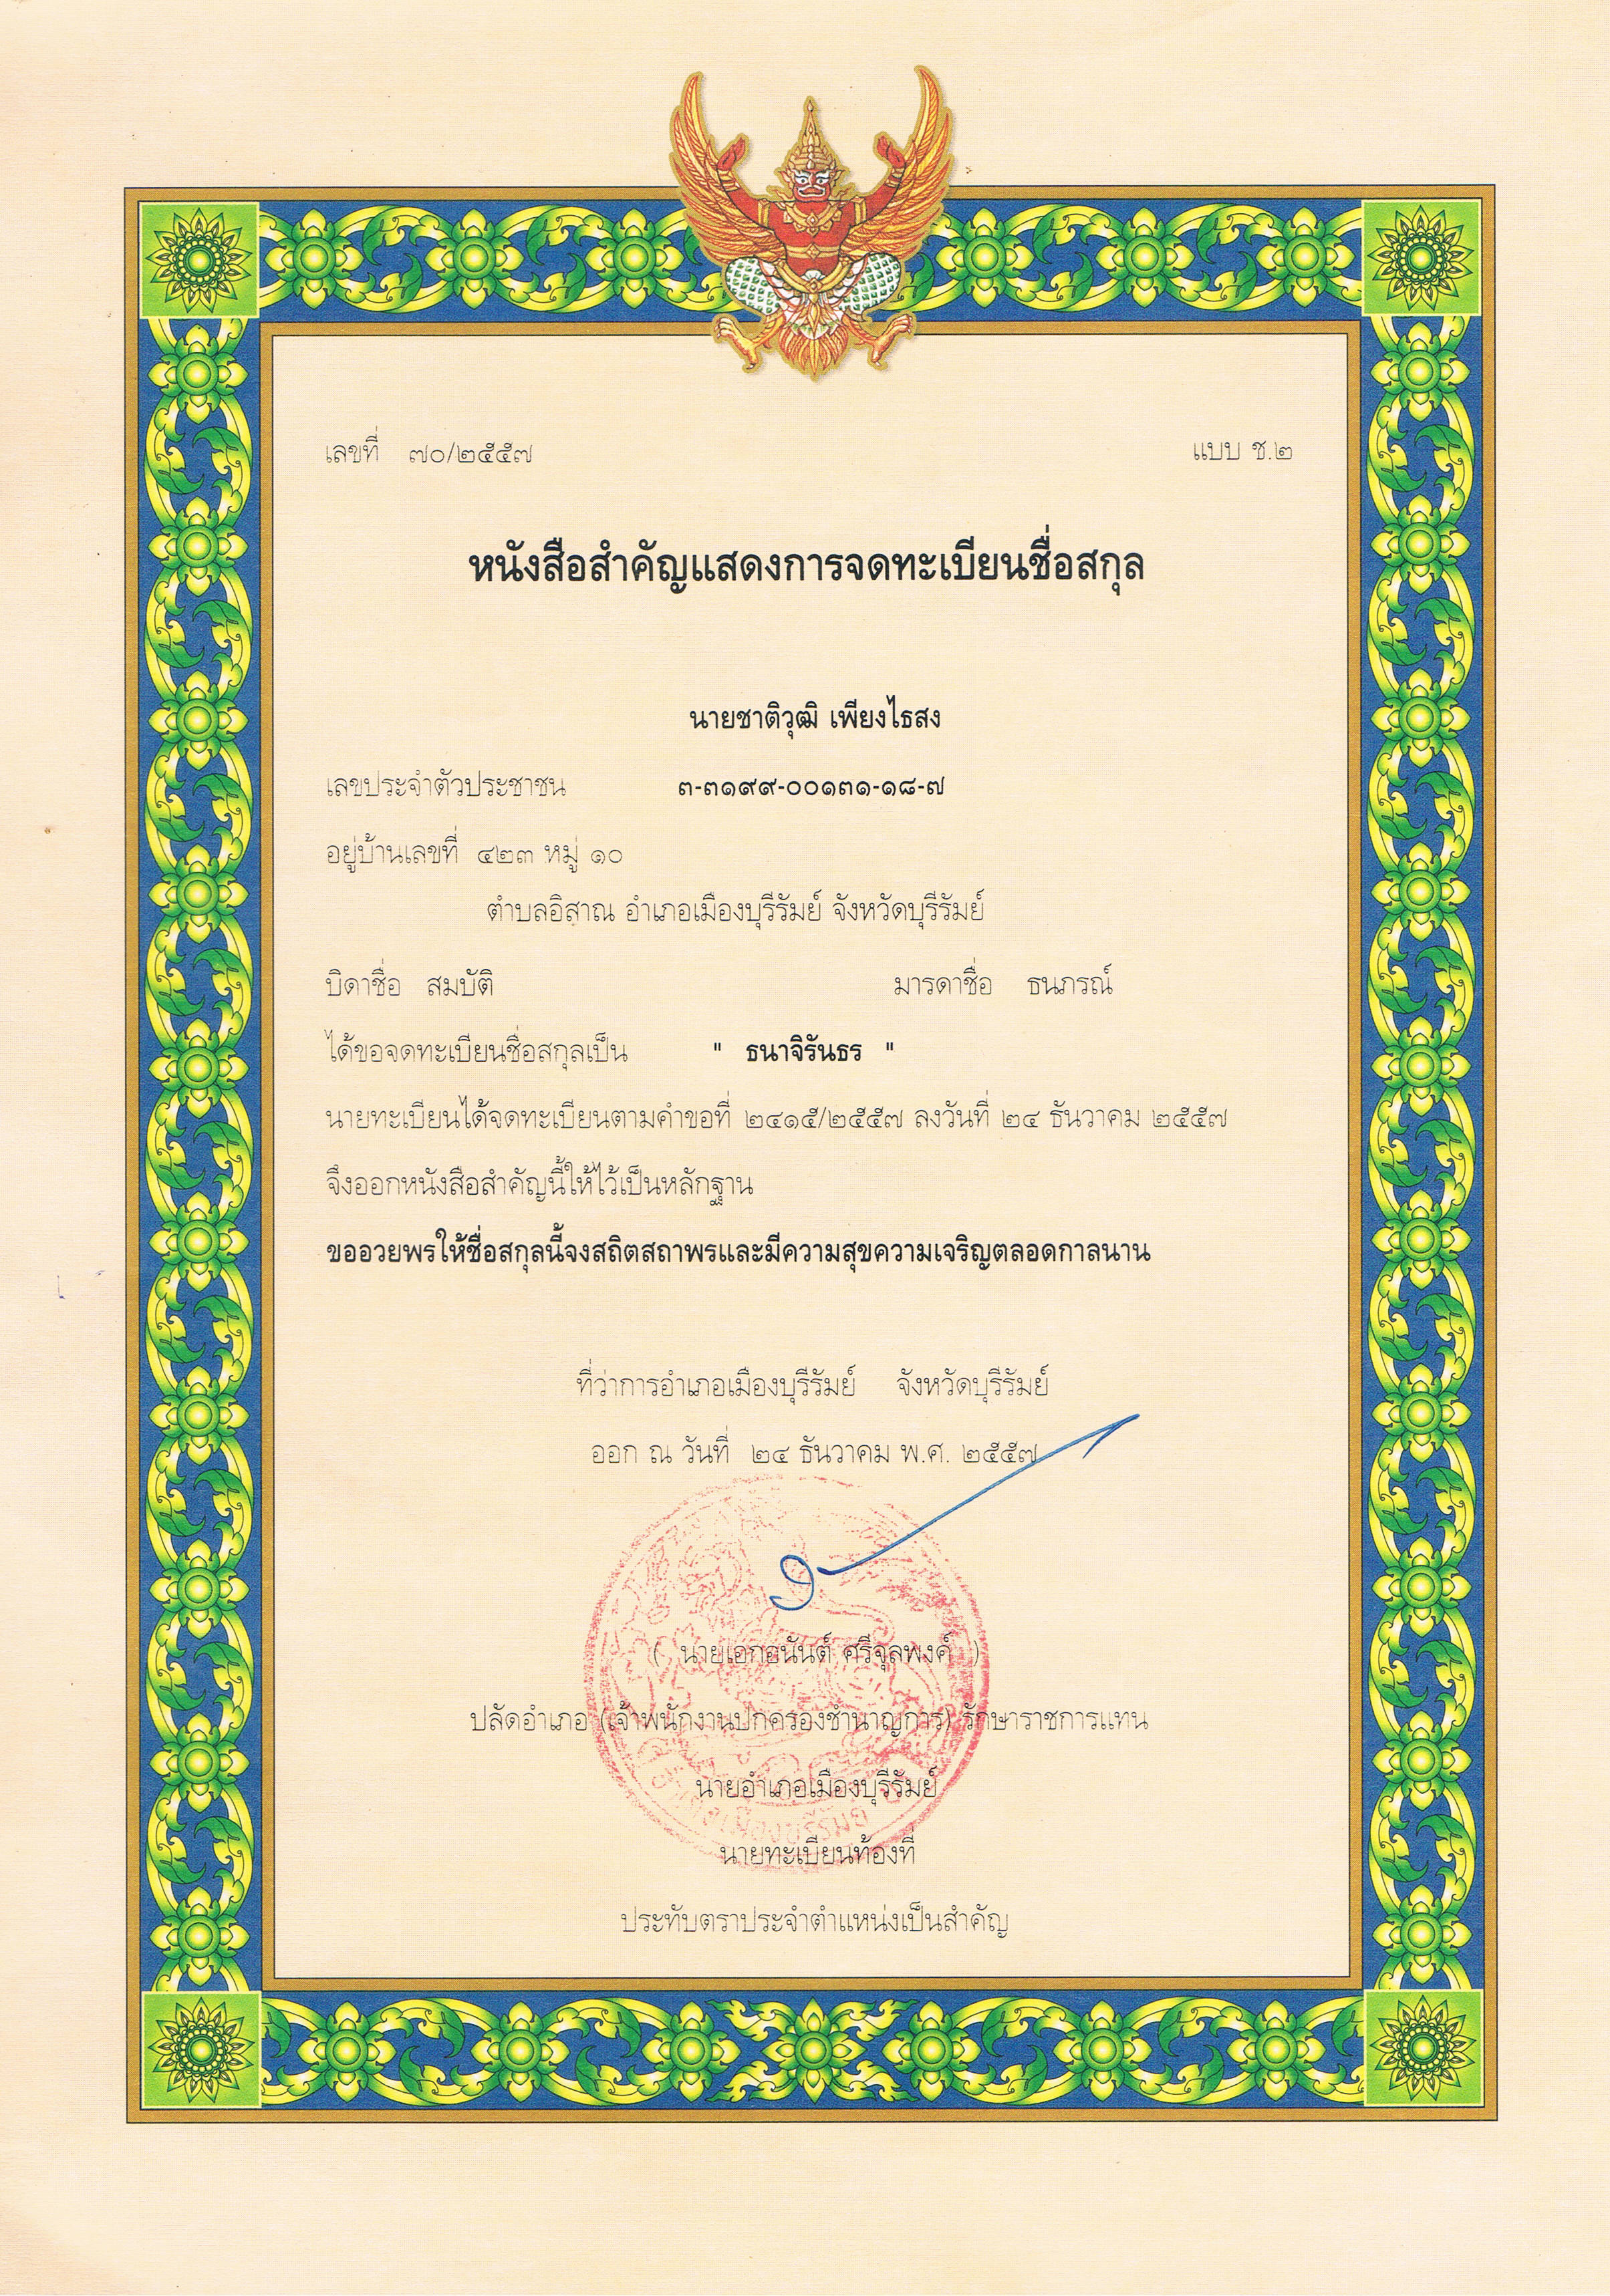 เลขที่ ๗๐/๒๕๕๗ แบบ ช.๒
หนังสือสำคัญแสดงการจดทะเบียนชื่อสกุล
นายชาติวุฒิ เพียงไธสง
เลขประจำตัวประชาชน ๓-๓๑๙๙-๐๐๑๓๑-๑๘-๗
อยู่บ้านเลขที่ ๔๒๓ หมู่ ๑๐
ตำบลอิสาณ อำเภอเมืองบุรีรัมย์ จังหวัดบุรีรัมย์
บิดาชื่อ สมบัติ มารดาชื่อ ธนภรณ์
ได้ขอจดทะเบียนชื่อสกุลเป็น " ธนาจิรันธร "
นายทะเบียนได้จดทะเบียนตามคำขอที่ ๒๔๑๕/๒๕๕๗ ลงวันที่ ๒๔ ธันวาคม ๒๕๕๗
จึงออกหนังสือสำคัญนี้ให้ไว้เป็นหลักฐาน
ขออวยพรให้ชื่อสกุลนี้จงสถิตสถาพรและมีความสุขความเจริญตลอดกาลนาน
ที่ว่าการอำเภอเมืองบุรีรัมย์ จังหวัดบุรีรัมย์
ออก ณ วันที่ ๒๔ ธันวาคม พ.ศ. ๒๕๕๗
( นายเอกอนันต์ ศรีจุลพงศ์ )
ปลัดอำเภอ (เจ้าพนักงานปกครองชำนาญการ) รักษาราชการแทน
นายอำเภอเมืองบุรีรัมย์
นายทะเบียนท้องที่
ประทับตราประจำตำแหน่งเป็นสำคัญ